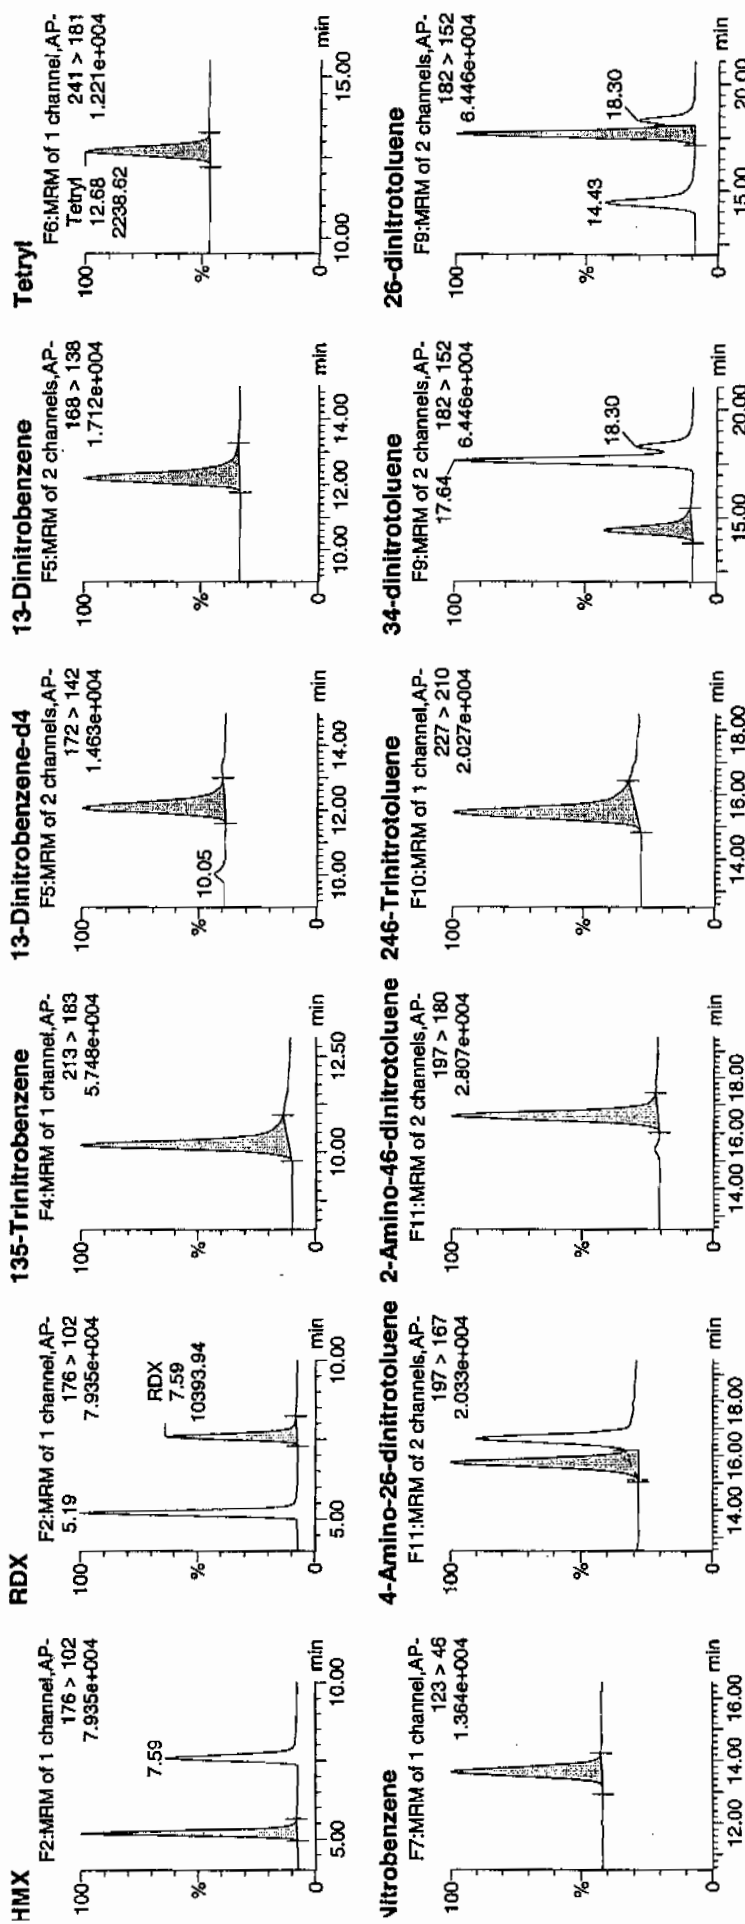 HMX
F2:MRM of 1 channel,AP-
176 > 102
7.935e+004
100
%
0
7.59
5.00
10.00
min
RDX
F2:MRM of 1 channel,AP-
176 > 102
7.935e+004
100
%
0
5.19
RDX
7.59
10393.94
5.00
10.00
min
135-Trinitrobenzene
F4:MRM of 1 channel,AP-
213 > 183
5.748e+004
100
%
0
10.00
12.50
min
13-Dinitrobenzene-d4
F5:MRM of 2 channels,AP-
172 > 142
1.463e+004
100
%
0
10.05
10.00
12.00
14.00
min
13-Dinitrobenzene
F5:MRM of 2 channels,AP-
168 > 138
1.712e+004
100
%
0
10.00
12.00
14.00
min
Tetryl
F6:MRM of 1 channel,AP-
241 > 181
1.221e+004
100
%
0
Tetryl
12.68
2238.62
10.00
15.00
min
Nitrobenzene
F7:MRM of 1 channel,AP-
123 > 46
1.364e+004
100
%
0
12.00
14.00
16.00
min
4-Amino-26-dinitrotoluene
F11:MRM of 2 channels,AP-
197 > 167
2.033e+004
100
%
0
14.00
16.00
18.00
min
2-Amino-46-dinitrotoluene
F11:MRM of 2 channels,AP-
197 > 180
2.807e+004
100
%
0
14.00
16.00
18.00
min
246-Trinitrotoluene
F10:MRM of 1 channel,AP-
227 > 210
2.027e+004
100
%
0
14.00
16.00
18.00
min
34-dinitrotoluene
F9:MRM of 2 channels,AP-
182 > 152
6.446e+004
100
%
0
17.64
18.30
15.00
min
26-dinitrotoluene
F9:MRM of 2 channels,AP-
182 > 152
6.446e+004
100
%
0
14.43
18.30
15.00
20.00
min